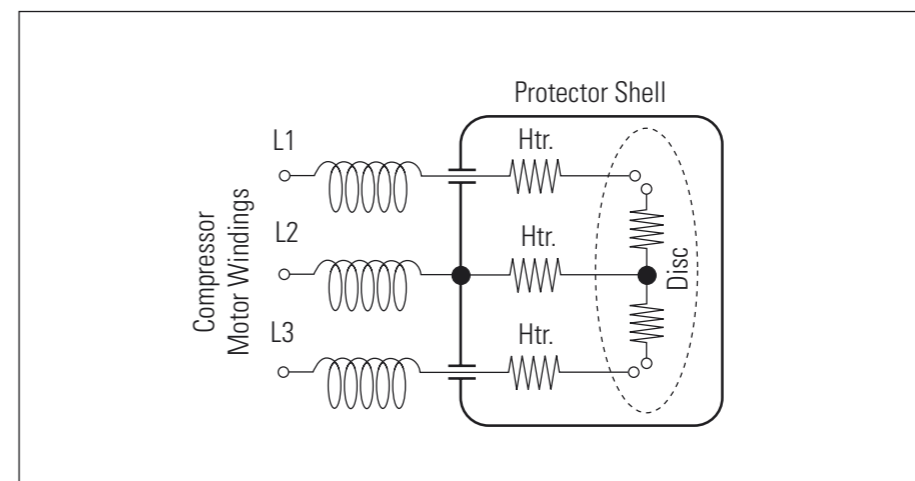 Protector Shell
L1
Htr.
L2
Htr.
L3
Htr.
Compressor
Motor Windings
Disc